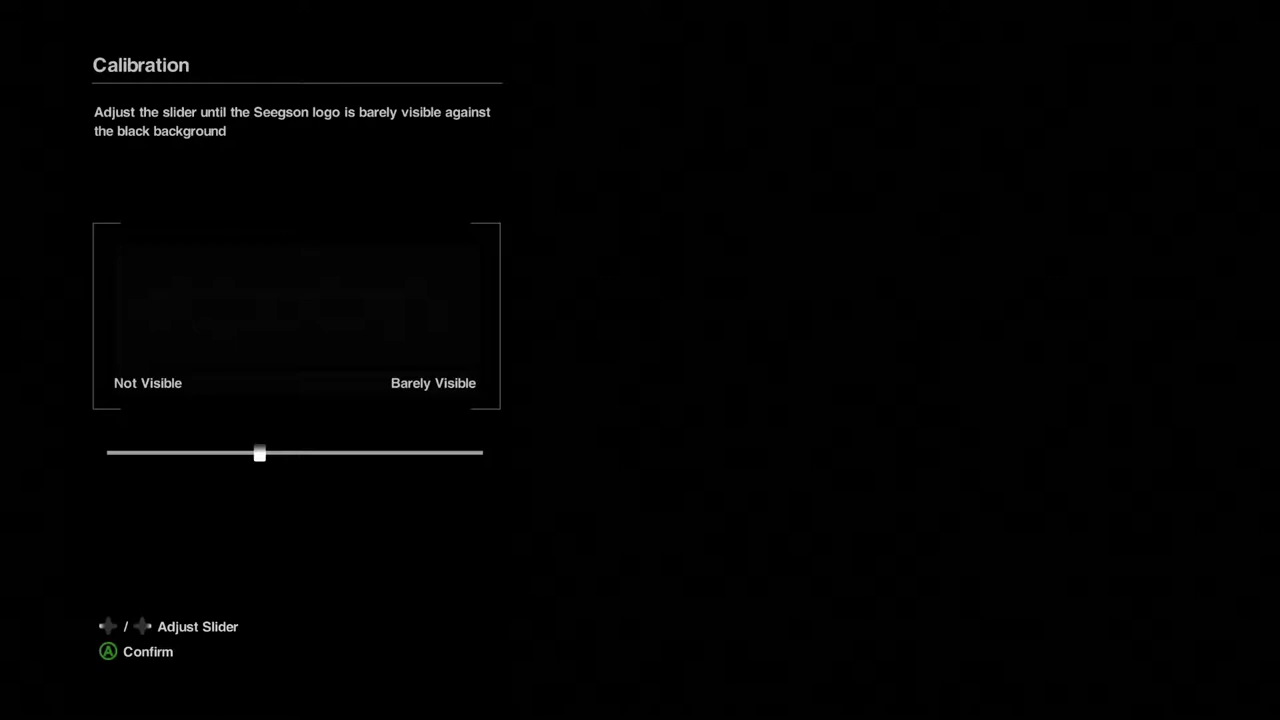 Calibration
Adjust the slider until the Seegson logo is barely visible against
the black background
Not Visible Barely Visible
/ Adjust Slider
A Confirm